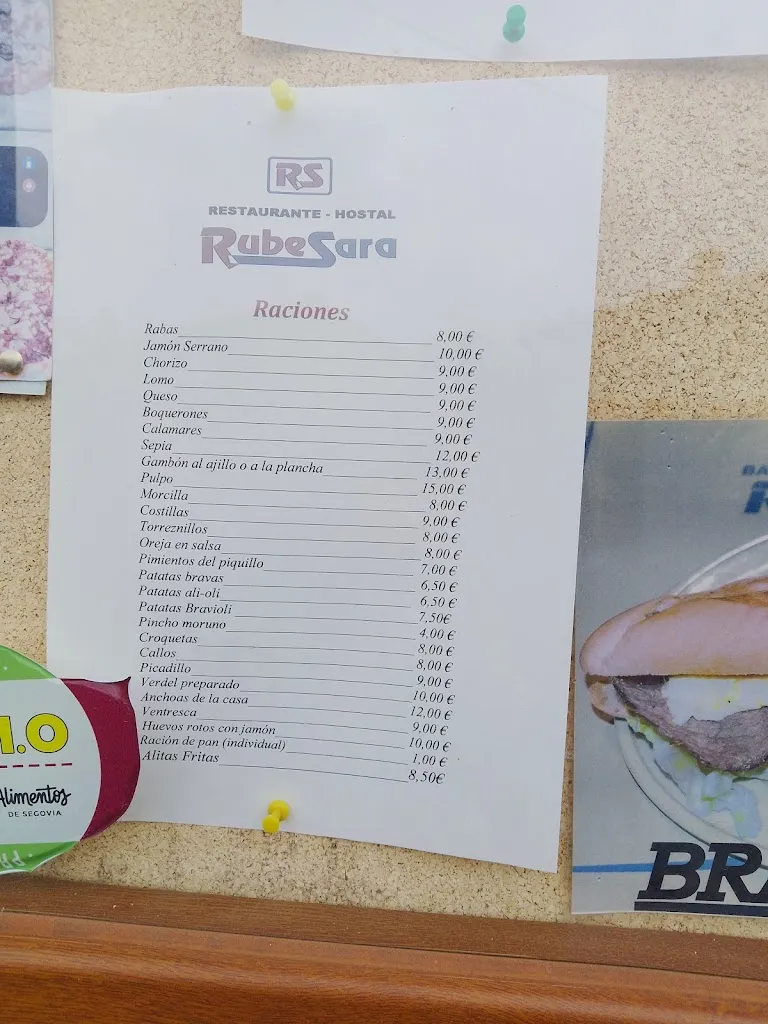 RS
RESTAURANTE - HOSTAL
RubeSara
Raciones
Rabas 8,00 €
Jamón Serrano 10,00 €
Chorizo 9,00 €
Lomo 9,00 €
Queso 9,00 €
Boquerones 9,00 €
Calamares 9,00 €
Sepia 12,00 €
Gambón al ajillo o a la plancha 13,00 €
Pulpo 15,00 €
Morcilla 8,00 €
Costillas 9,00 €
Torreznillos 8,00 €
Oreja en salsa 8,00 €
Pimientos del piquillo 7,00 €
Patatas bravas 6,50 €
Patatas ali-oli 6,50 €
Patatas Bravioli 7,50€
Pincho moruno 4,00 €
Croquetas 8,00 €
Callos 8,00 €
Picadillo 9,00 €
Verdel preparado 10,00 €
Anchoas de la casa 12,00 €
Ventresca 9,00 €
Huevos rotos con jamón 10,00 €
Ración de pan (individual) 1,00 €
Alitas Fritas 8,50€
Alimentos
DE SEGOVIA
BRA